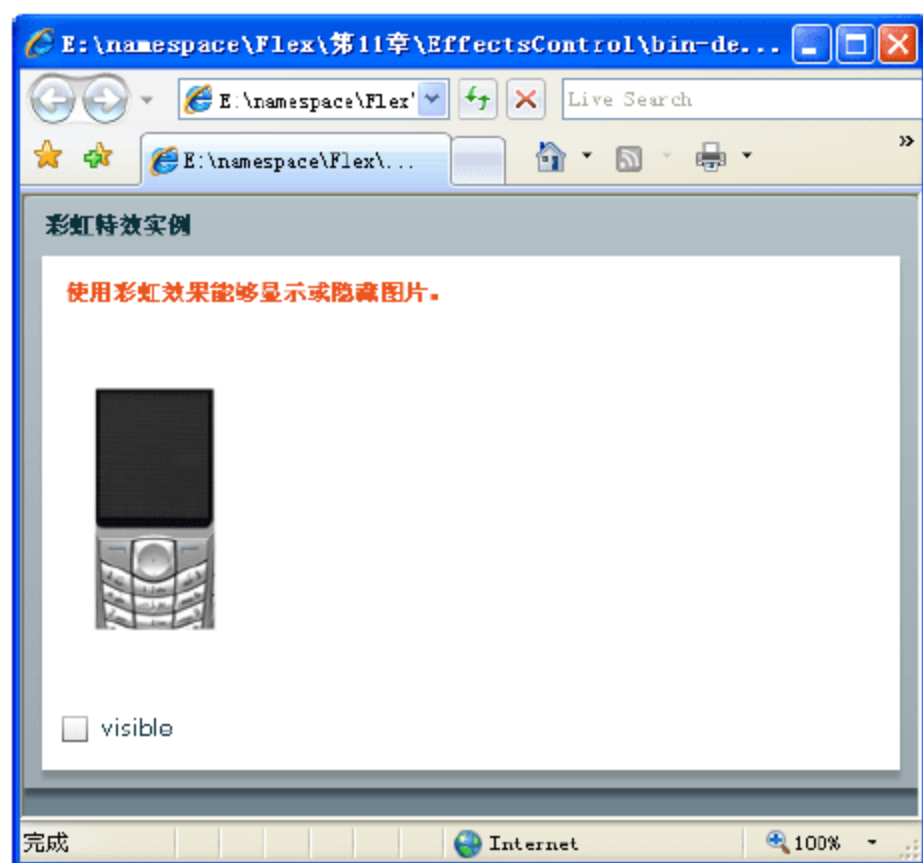 E:\namespace\Flex\第11章\EffectsControl\bin-de...
E:\namespace\Flex'
Live Search
E:\namespace\Flex\...
彩虹特效实例
使用彩虹效果能够显示或隐藏图片。
visible
完成
Internet
100%